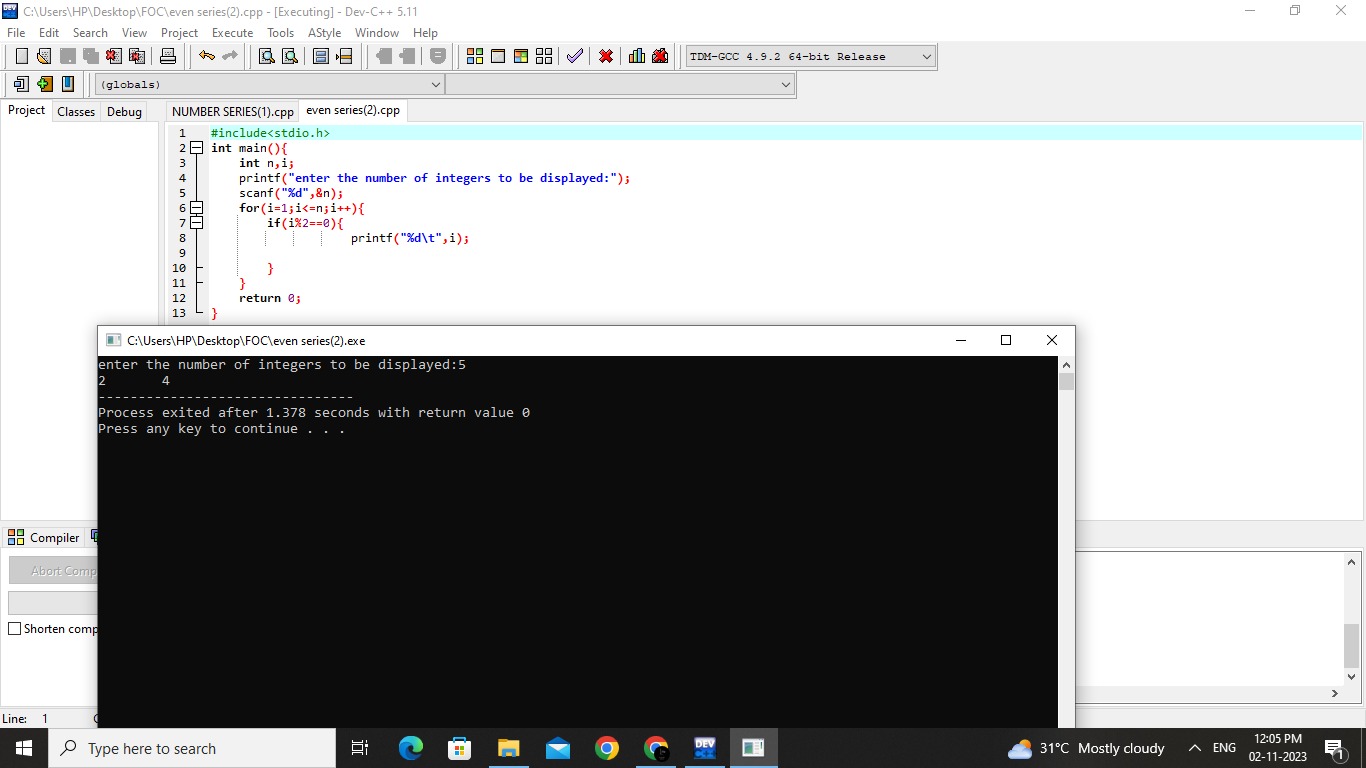 C:\Users\HP\Desktop\FOC\even series(2).cpp - [Executing] - Dev-C++ 5.11
File Edit Search View Project Execute Tools AStyle Window Help
TDM-GCC 4.9.2 64-bit Release
(globals)
Project Classes Debug NUMBER SERIES(1).cpp even series(2).cpp
1 #include<stdio.h>
2 int main(){
3 int n,i;
4 printf("enter the number of integers to be displayed:");
5 scanf("%d",&n);
6 for(i=1;i<=n;i++){
7 if(i%2==0){
8 printf("%d\t",i);
9
10 }
11 }
12 return 0;
13 }
C:\Users\HP\Desktop\FOC\even series(2).exe
enter the number of integers to be displayed:5
2 4
--------------------------------
Process exited after 1.378 seconds with return value 0
Press any key to continue . . .
Compiler
Abort Comp
Shorten comp
Line: 1
Type here to search
DEV
31°C Mostly cloudy
ENG
12:05 PM
02-11-2023
1